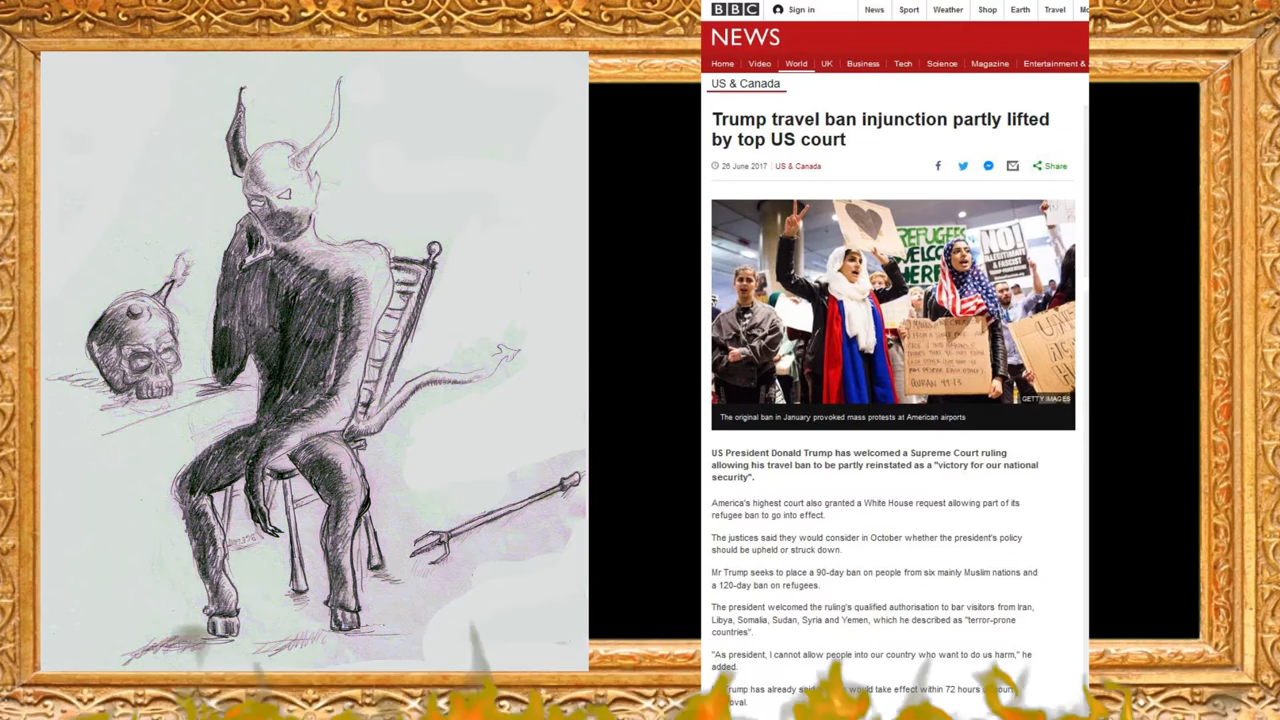 BBC Sign in News Sport Weather Shop Earth Travel
NEWS
Home Video World UK Business Tech Science Magazine Entertainment &
US & Canada
Trump travel ban injunction partly lifted
by top US court
26 June 2017 US & Canada Share
REFUGEES
WELCOME
HERE
NO!
GETTY IMAGES
The original ban in January provoked mass protests at American airports
US President Donald Trump has welcomed a Supreme Court ruling
allowing his travel ban to be partly reinstated as a "victory for our national
security".
America's highest court also granted a White House request allowing part of its
refugee ban to go into effect.
The justices said they would consider in October whether the president's policy
should be upheld or struck down.
Mr Trump seeks to place a 90-day ban on people from six mainly Muslim nations and
a 120-day ban on refugees.
The president welcomed the ruling's qualified authorisation to bar visitors from Iran,
Libya, Somalia, Sudan, Syria and Yemen, which he described as "terror-prone
countries".
"As president, I cannot allow people into our country who want to do us harm," he
added.
Trump has already would take effect within 72 hours